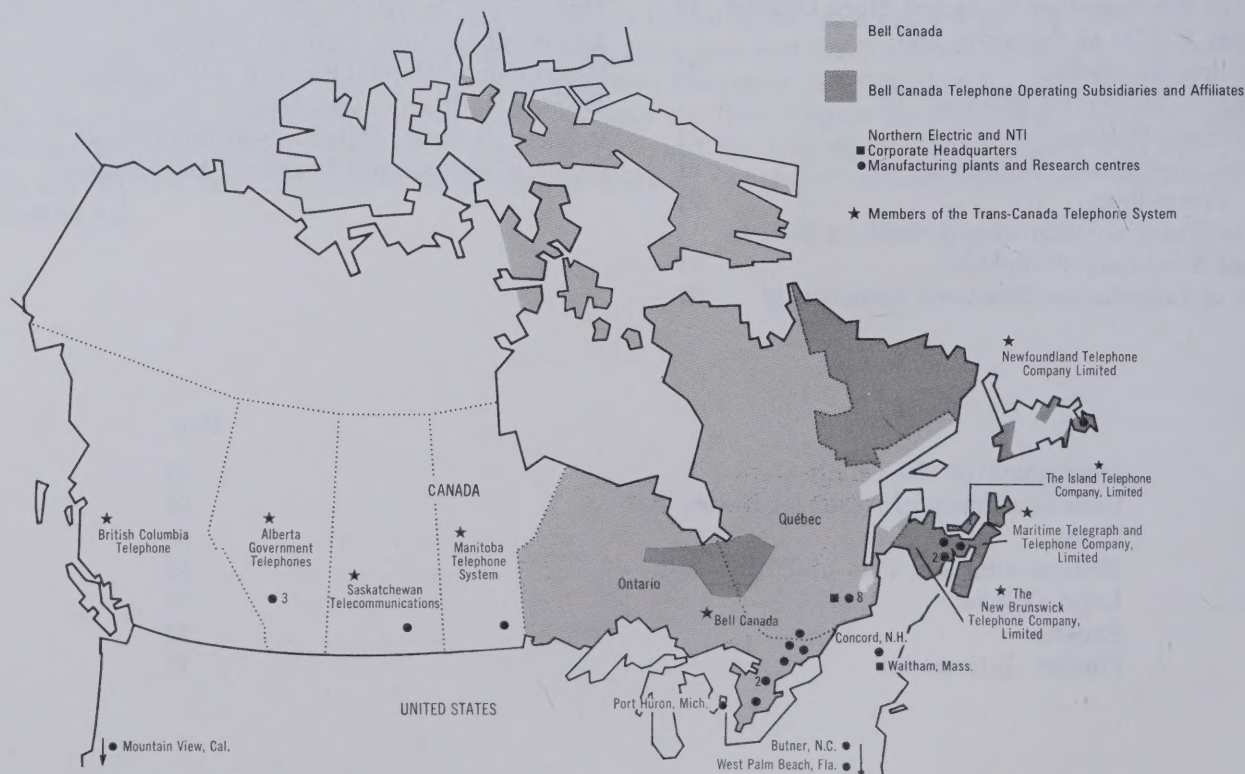 Bell Canada
Bell Canada Telephone Operating Subsidiaries and Affiliates
Northern Electric and NTI
■ Corporate Headquarters
● Manufacturing plants and Research centres
★ Members of the Trans-Canada Telephone System
★
Newfoundland Telephone
Company Limited
★
The Island Telephone
Company, Limited
★
Maritime Telegraph and
Telephone Company,
Limited
★
The
New Brunswick
Telephone Company,
Limited
2
CANADA
Québec
★
British Columbia
Telephone
★
Alberta
Government
Telephones
3
★
Saskatchewan
Telecommunications
★
Manitoba
Telephone
System
Ontario
★ Bell Canada
8
Concord, N.H.
Waltham, Mass.
2
Port Huron, Mich.
UNITED STATES
Mountain View, Cal.
Butner, N.C.
West Palm Beach, Fla.